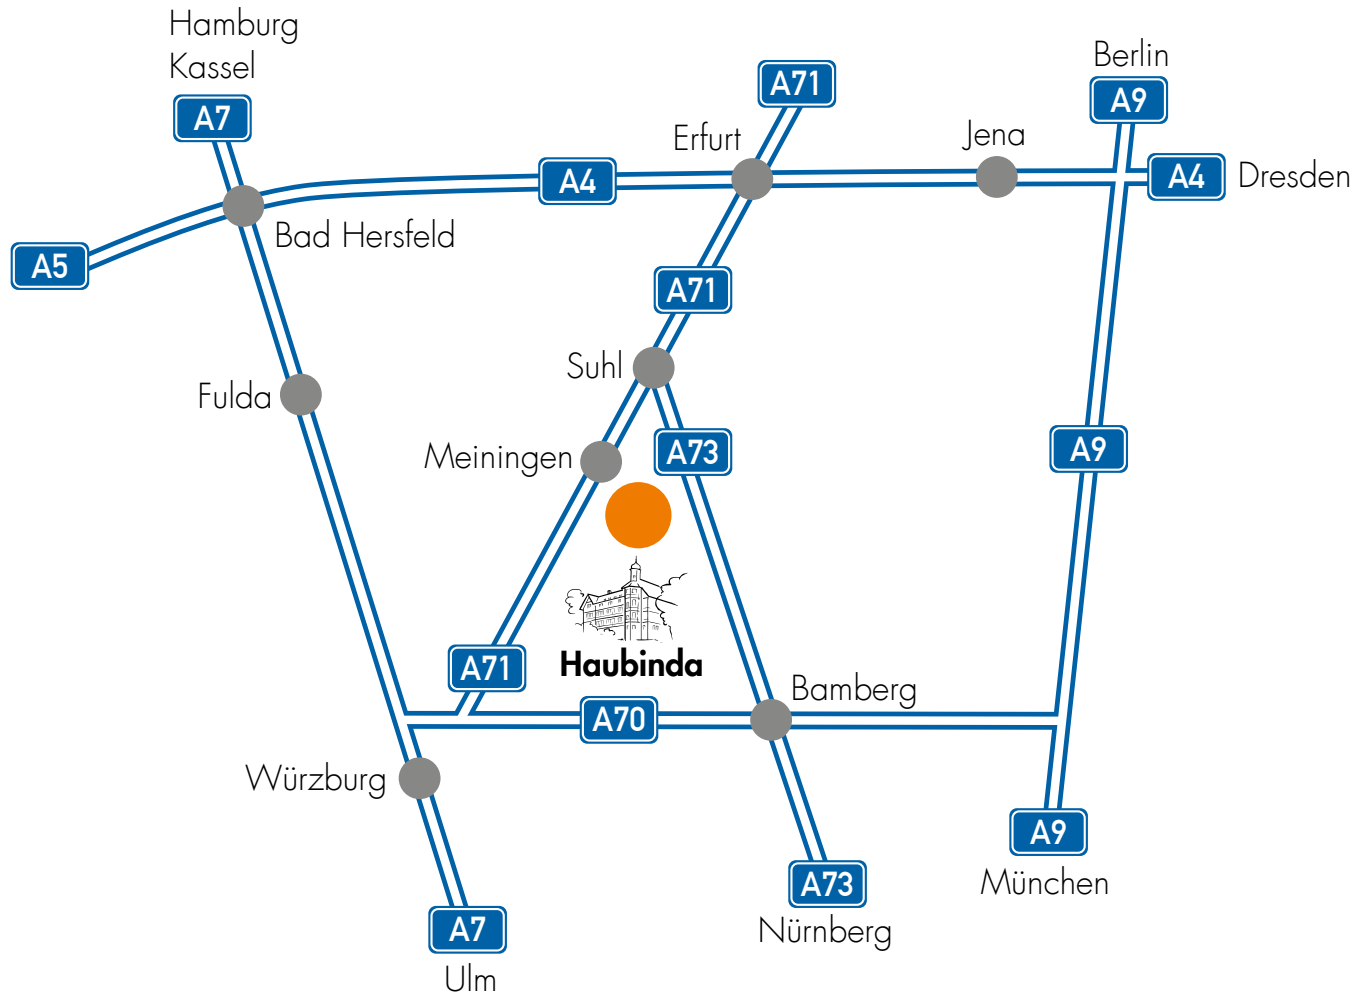 Hamburg
Kassel
Berlin
A71
A9
A7
Erfurt
Jena
A4
A4
Dresden
Bad Hersfeld
A5
A71
Suhl
Fulda
Meiningen
A73
A9
Haubinda
A71
Bamberg
A70
Würzburg
A9
München
A73
Nürnberg
A7
Ulm